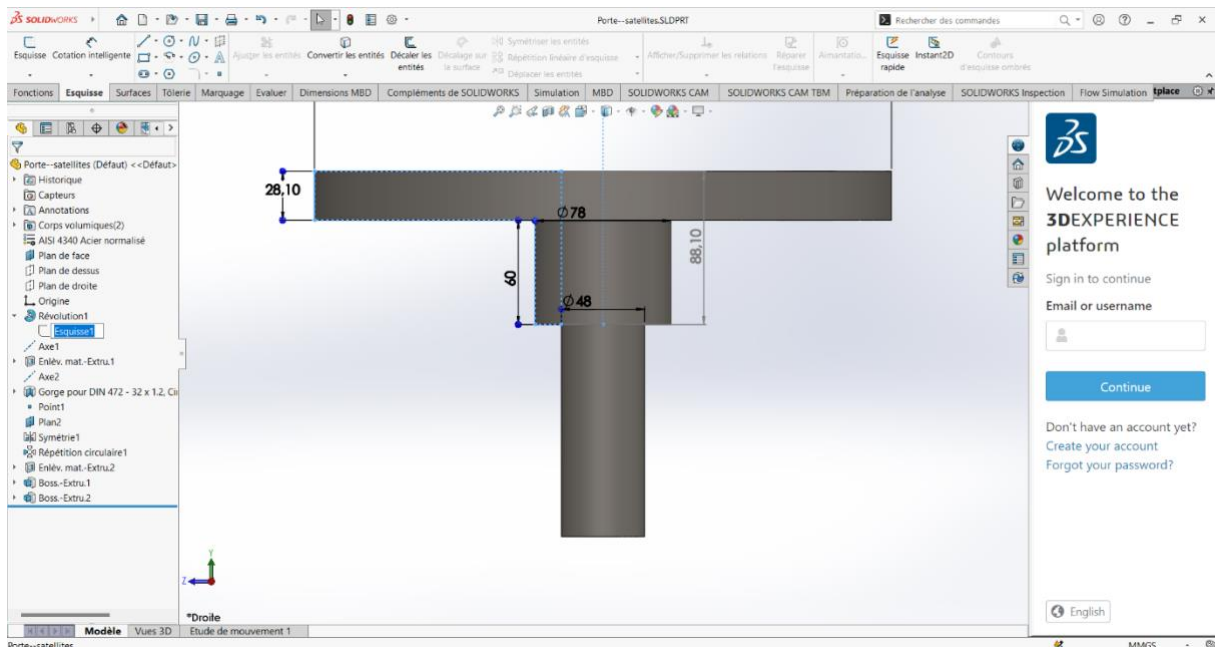 SOLIDWORKS
Porte--satellites.SLDPRT
Rechercher des commandes
Esquisse Cotation intelligente
Ajuster les entités Convertir les entités Décaler les entités Décalage sur la surface
Symétriser les entités
Répétition linéaire d'esquisse
Déplacer les entités
Afficher/Supprimer les relations Réparer l'esquisse Aimantatio... Esquisse rapide Instant2D Contours d'esquisse ombrés
Fonctions Esquisse Surfaces Tôlerie Marquage Evaluer Dimensions MBD Compléments de SOLIDWORKS Simulation MBD SOLIDWORKS CAM SOLIDWORKS CAM TBM Préparation de l'analyse SOLIDWORKS Inspection Flow Simulation tplace
Porte--satellites (Défaut) <<Défaut>
Historique
Capteurs
Annotations
Corps volumiques(2)
AISI 4340 Acier normalisé
Plan de face
Plan de dessus
Plan de droite
Origine
Révolution1
Esquisse1
Axe1
Enlèv. mat.-Extru.1
Axe2
Gorge pour DIN 472 - 32 x 1.2, Cir
Point1
Plan2
Symétrie1
Répétition circulaire1
Enlèv. mat.-Extru.2
Boss.-Extru.1
Boss.-Extru.2
28,10
Ø78
60
88,10
Ø48
Y
Z
*Droite
Welcome to the
3DEXPERIENCE
platform
Sign in to continue
Email or username
Continue
Don't have an account yet?
Create your account
Forgot your password?
English
Modèle Vues 3D Etude de mouvement 1
Porte--satellites
MMGS